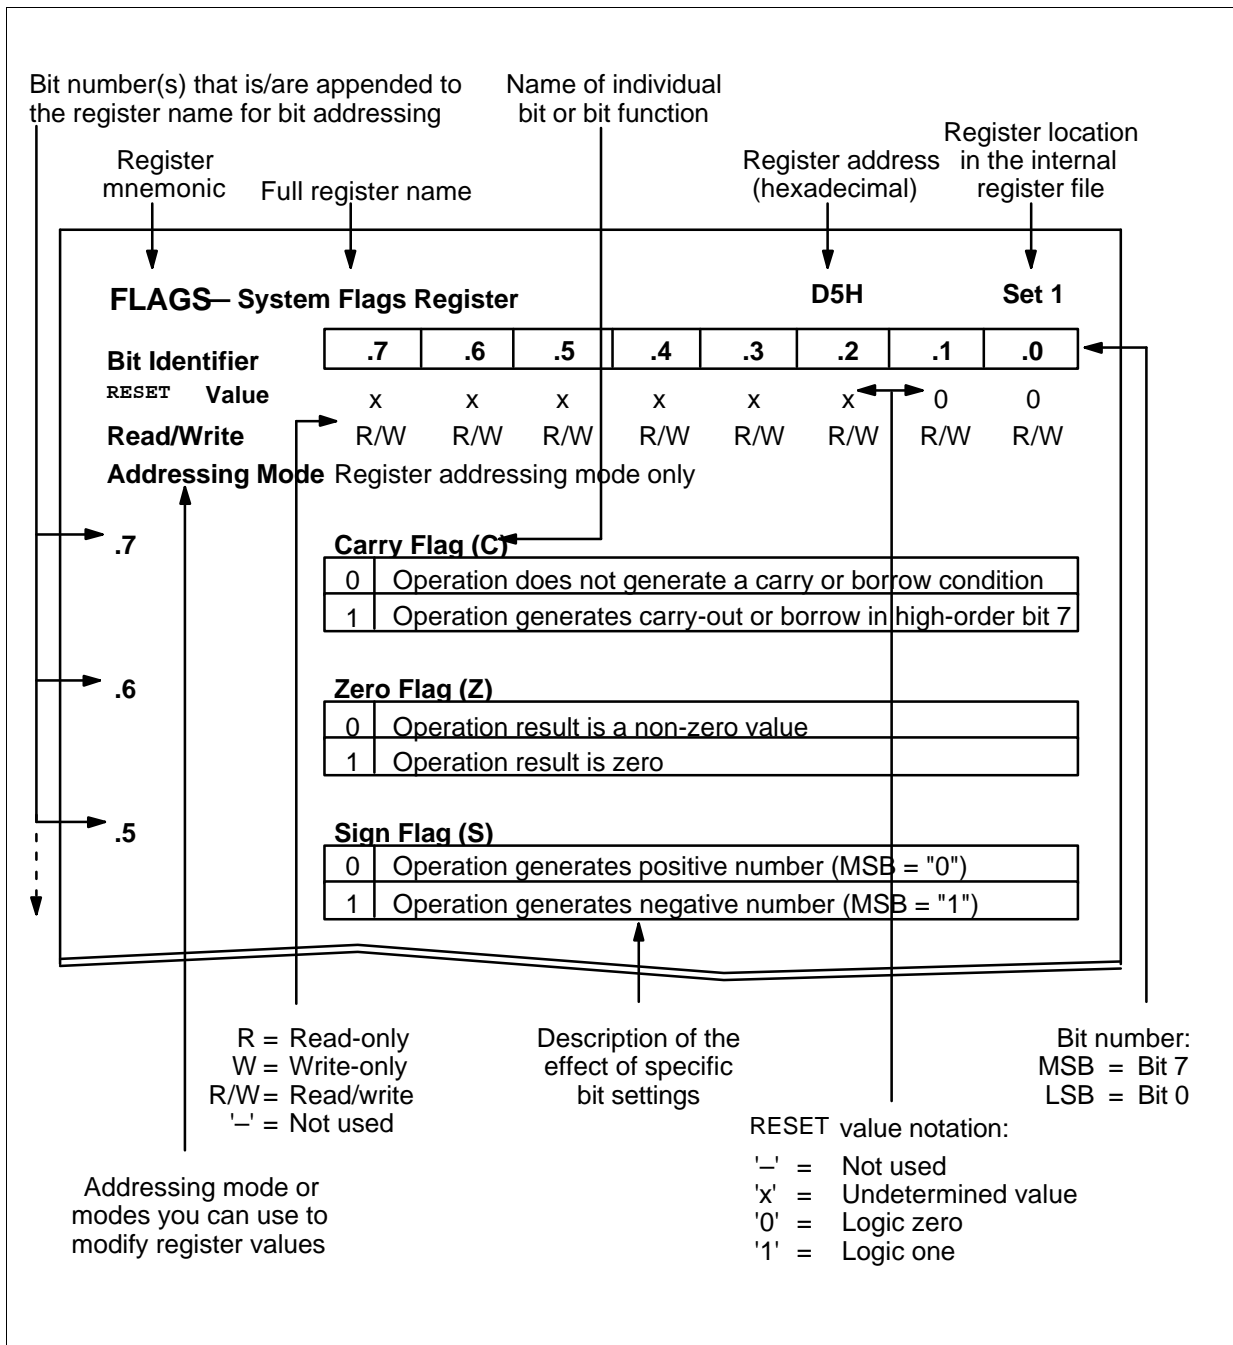 Bit number(s) that is/are appended to
the register name for bit addressing
Name of individual
bit or bit function
Register
mnemonic
Full register name
Register address
(hexadecimal)
Register location
in the internal
register file
FLAGS— System Flags Register D5H Set 1
Bit Identifier .7 .6 .5 .4 .3 .2 .1 .0
RESET Value x x x x x x 0 0
Read/Write R/W R/W R/W R/W R/W R/W R/W R/W
Addressing Mode Register addressing mode only
.7 Carry Flag (C)
0 Operation does not generate a carry or borrow condition
1 Operation generates carry-out or borrow in high-order bit 7
.6 Zero Flag (Z)
0 Operation result is a non-zero value
1 Operation result is zero
.5 Sign Flag (S)
0 Operation generates positive number (MSB = "0")
1 Operation generates negative number (MSB = "1")
R = Read-only
W = Write-only
R/W = Read/write
'–' = Not used
Description of the
effect of specific
bit settings
Bit number:
MSB = Bit 7
LSB = Bit 0
RESET value notation:
'–' = Not used
'x' = Undetermined value
'0' = Logic zero
'1' = Logic one
Addressing mode or
modes you can use to
modify register values